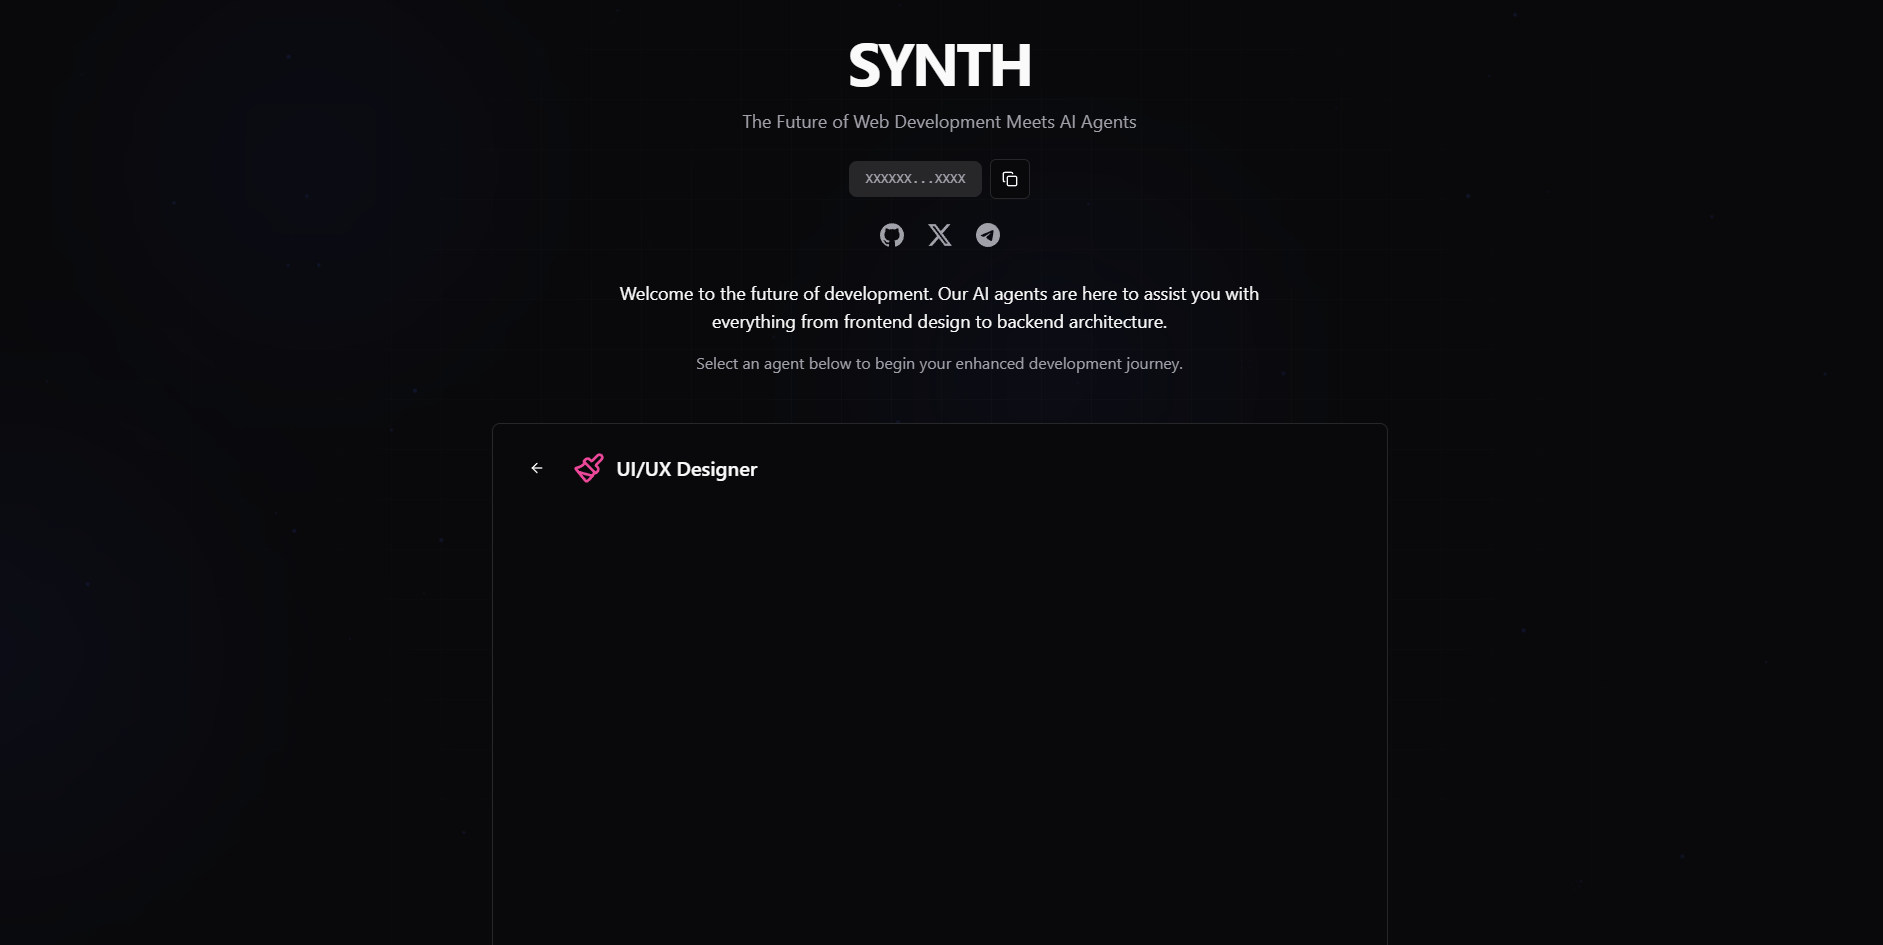 SYNTH
The Future of Web Development Meets AI Agents
XXXXXX...XXXX
Welcome to the future of development. Our AI agents are here to assist you with
everything from frontend design to backend architecture.
Select an agent below to begin your enhanced development journey.
UI/UX Designer